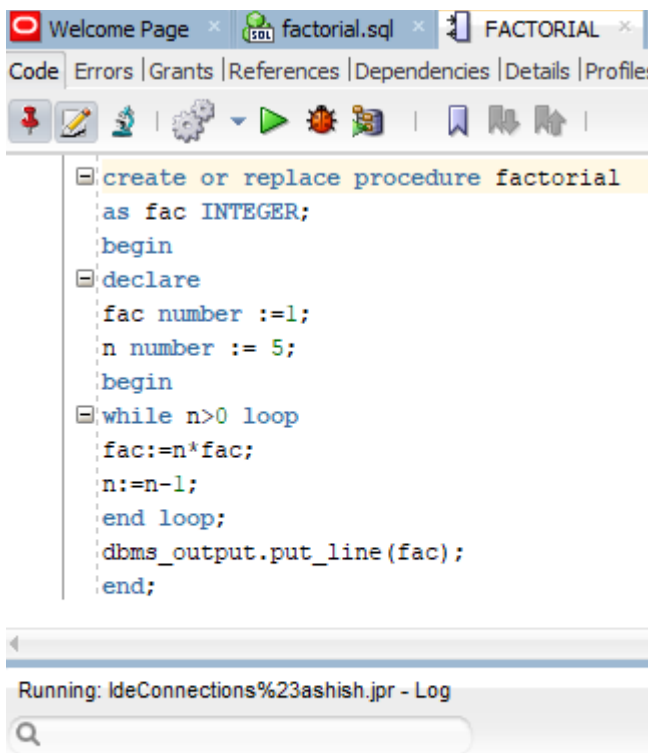 Welcome Page × factorial.sql × FACTORIAL ×
Code Errors |Grants |References |Dependencies |Details |Profiles
create or replace procedure factorial
as fac INTEGER;
begin
declare
fac number :=1;
n number := 5;
begin
while n>0 loop
fac:=n*fac;
n:=n-1;
end loop;
dbms_output.put_line(fac);
end;
Running: IdeConnections%23ashish.jpr - Log